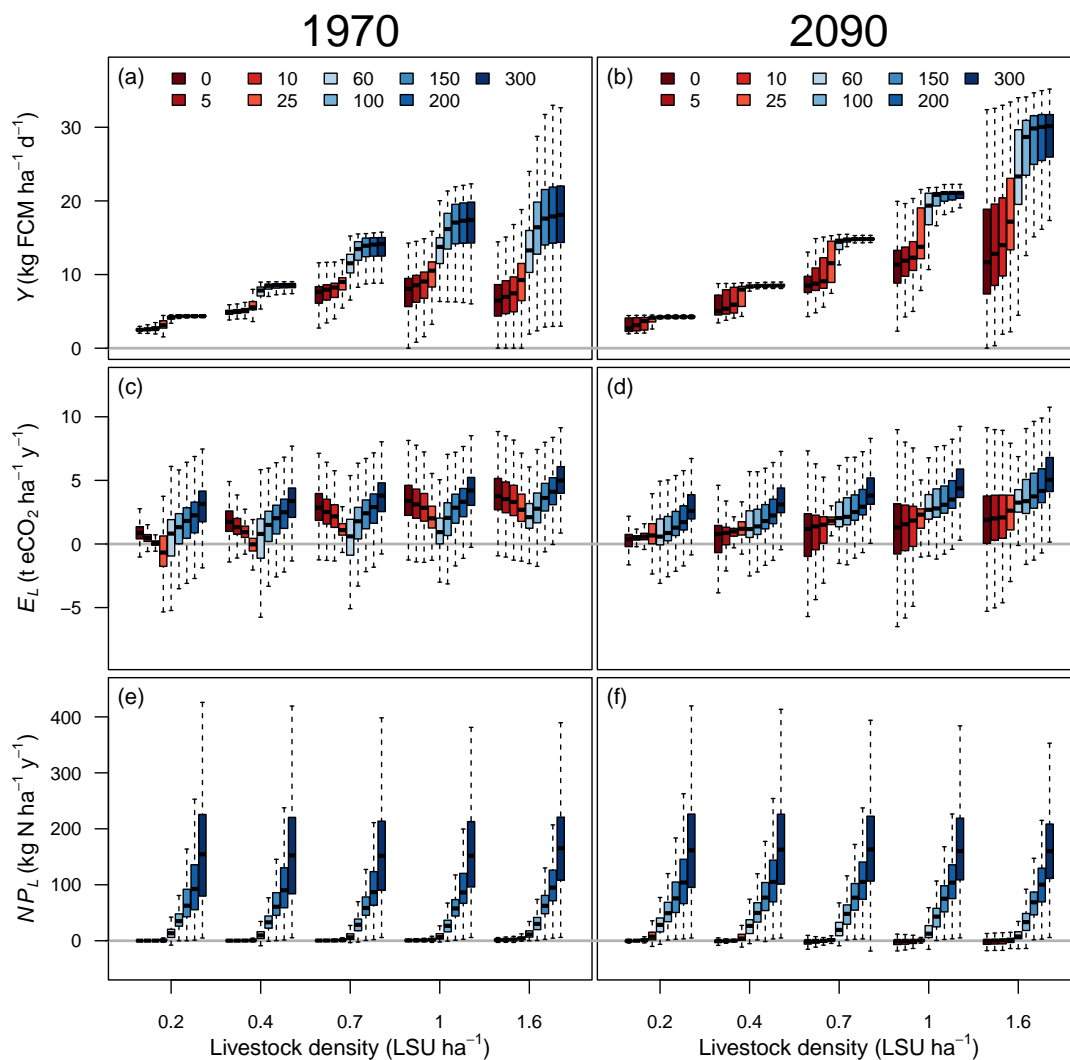 1970 2090
(a) 0 10 60 150 300
5 25 100 200
(b) 0 10 60 150 300
5 25 100 200
Y (kg FCM ha⁻¹ d⁻¹)
30
20
10
0
(c) (d)
E_L (t eCO₂ ha⁻¹ y⁻¹)
10
5
0
−5
(e) (f)
NP_L (kg N ha⁻¹ y⁻¹)
400
300
200
100
0
0.2 0.4 0.7 1 1.6 0.2 0.4 0.7 1 1.6
Livestock density (LSU ha⁻¹) Livestock density (LSU ha⁻¹)